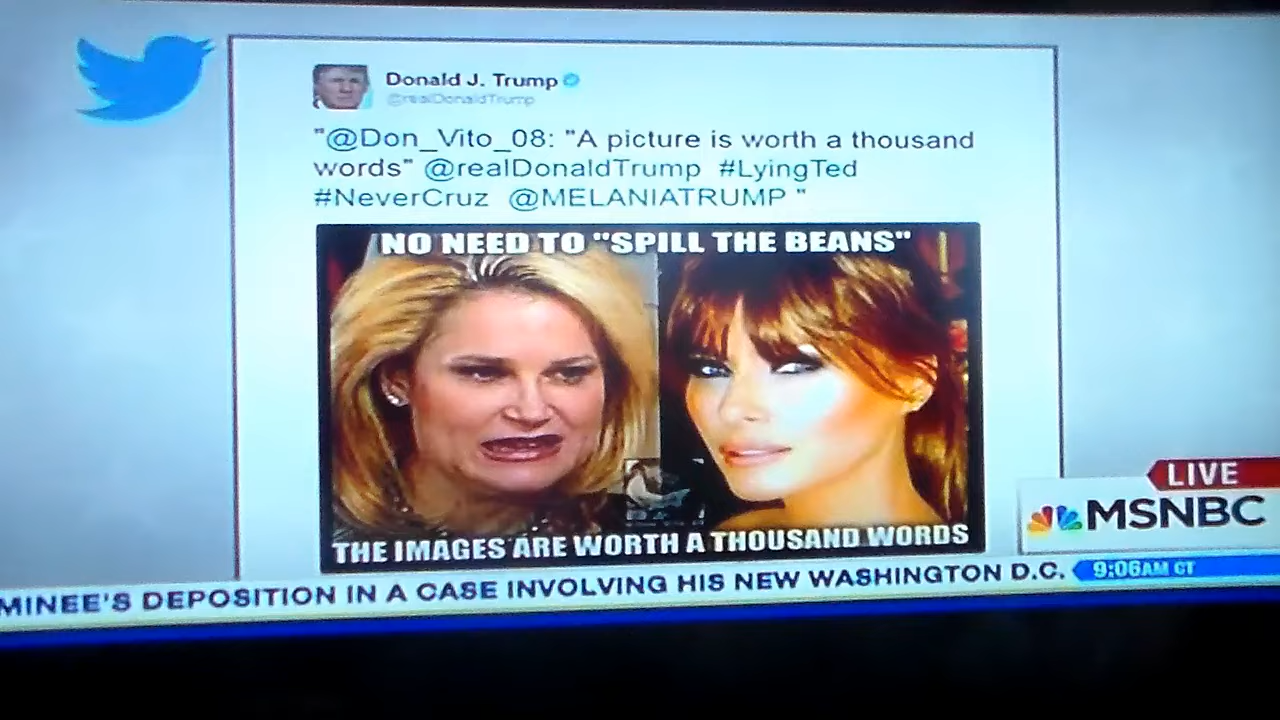 Donald J. Trump
@realDonaldTrump
"@Don_Vito_08: "A picture is worth a thousand
words" @realDonaldTrump #LyingTed
#NeverCruz @MELANIATRUMP "
NO NEED TO "SPILL THE BEANS"
THE IMAGES ARE WORTH A THOUSAND WORDS
LIVE
MSNBC
MINEE'S DEPOSITION IN A CASE INVOLVING HIS NEW WASHINGTON D.C.
9:06AM CT